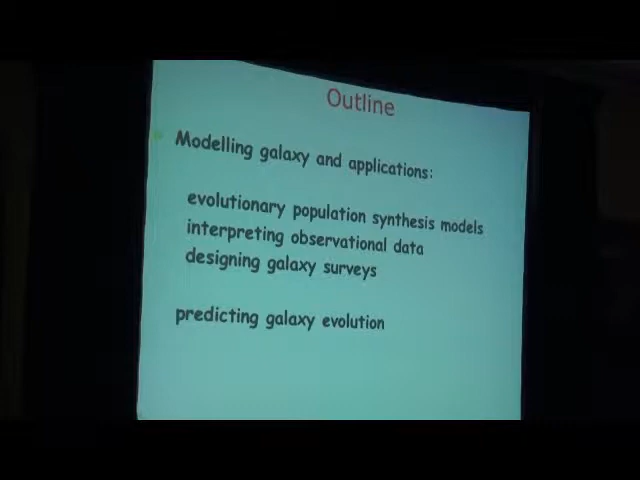 Outline
Modelling galaxy and applications:
evolutionary population synthesis models
interpreting observational data
designing galaxy surveys
predicting galaxy evolution